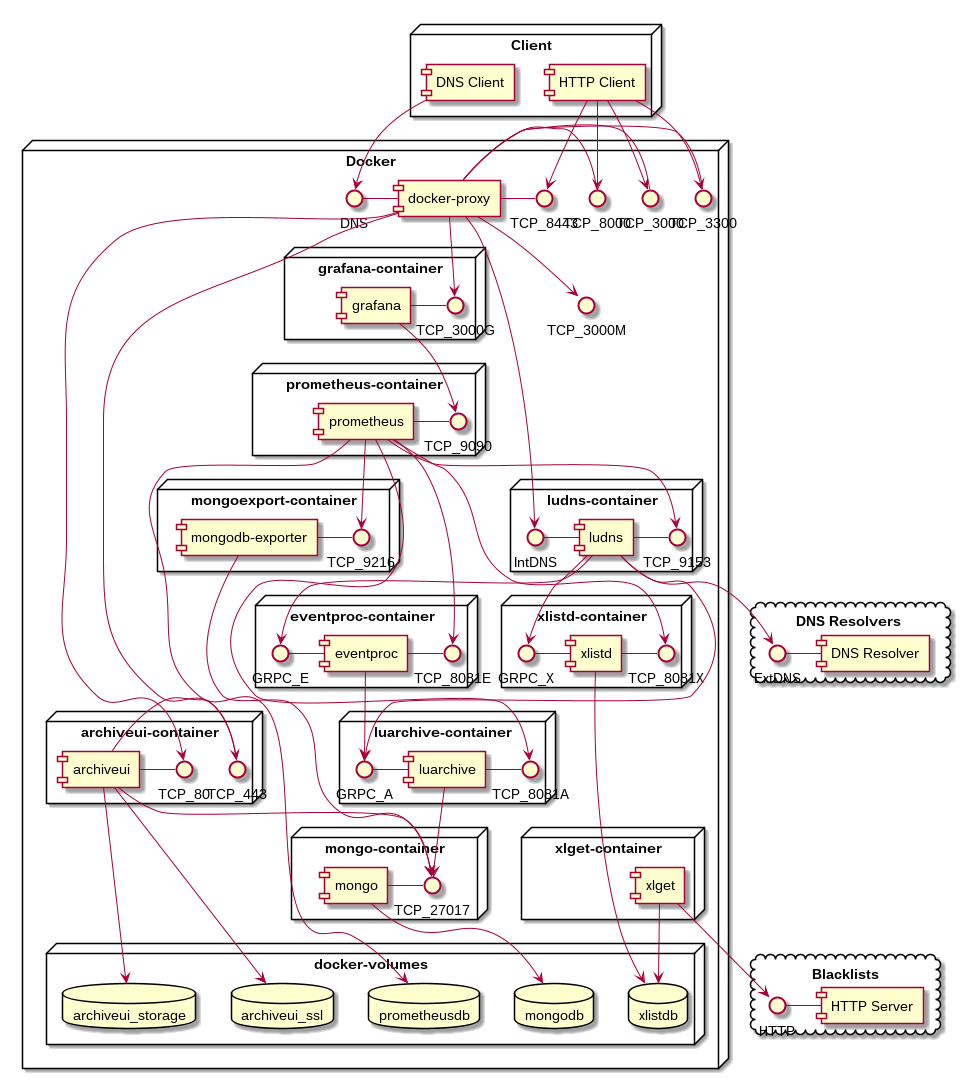 Client
DNS Client
HTTP Client
Docker
docker-proxy
DNS
TCP_8443
TCP_8000
TCP_3000
TCP_3300
grafana-container
grafana
TCP_3000G
TCP_3000M
prometheus-container
prometheus
TCP_9090
mongoexport-container
mongodb-exporter
TCP_9216
ludns-container
IntDNS
ludns
TCP_9153
eventproc-container
GRPC_E
eventproc
TCP_8081E
xlistd-container
GRPC_X
xlistd
TCP_8081X
DNS Resolvers
ExtDNS
DNS Resolver
archiveui-container
archiveui
TCP_80
TCP_443
luarchive-container
GRPC_A
luarchive
TCP_8081A
mongo-container
mongo
TCP_27017
xlget-container
xlget
docker-volumes
archiveui_storage
archiveui_ssl
prometheusdb
mongodb
xlistdb
Blacklists
HTTP
HTTP Server